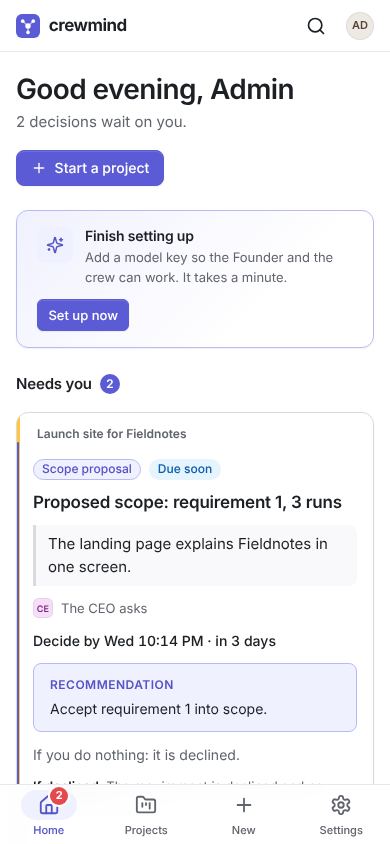 crewmind
AD
Good evening, Admin
2 decisions wait on you.
+ Start a project
Finish setting up
Add a model key so the Founder and the
crew can work. It takes a minute.
Set up now
Needs you 2
Launch site for Fieldnotes
Scope proposal Due soon
Proposed scope: requirement 1, 3 runs
The landing page explains Fieldnotes in
one screen.
CE The CEO asks
Decide by Wed 10:14 PM · in 3 days
RECOMMENDATION
Accept requirement 1 into scope.
If you do nothing: it is declined.
2
Home Projects New Settings